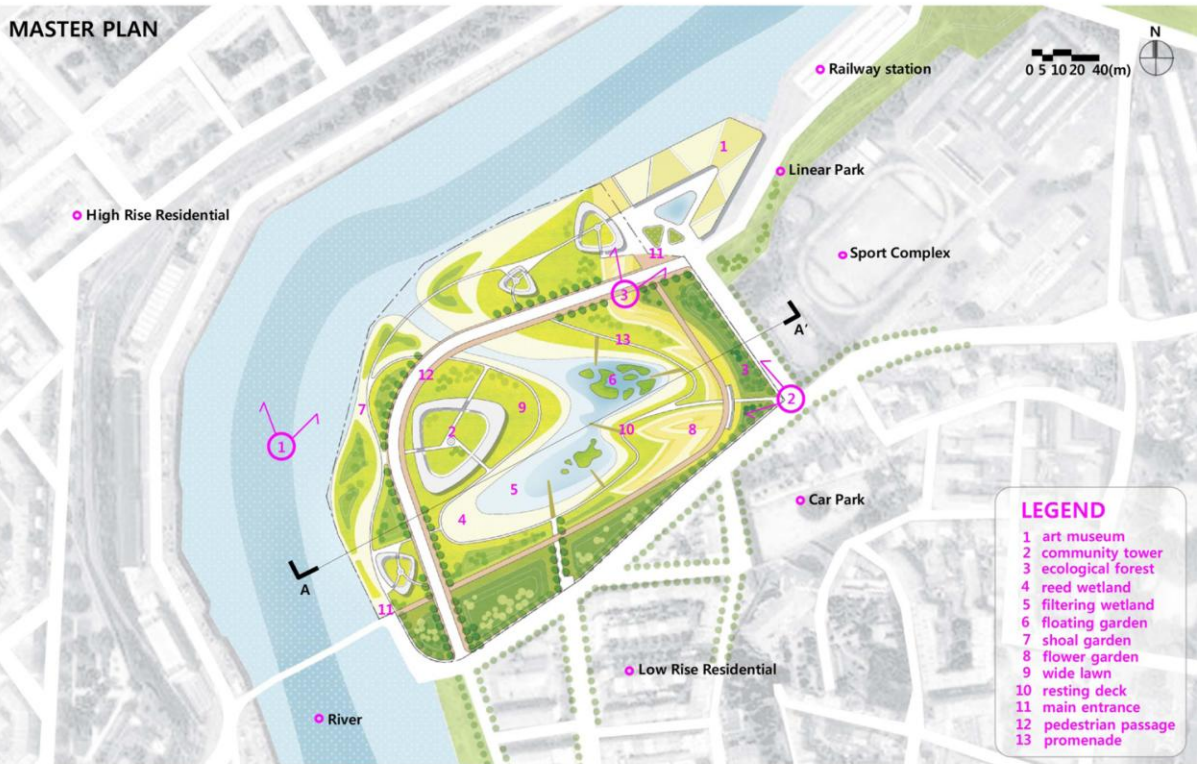 MASTER PLAN
N
0 5 10 20 40(m)
Railway station
1
Linear Park
High Rise Residential
11
Sport Complex
3
A'
13
12
3
6
2
7
9
10
8
2
1
5
Car Park
4
A
11
Low Rise Residential
River
LEGEND
1 art museum
2 community tower
3 ecological forest
4 reed wetland
5 filtering wetland
6 floating garden
7 shoal garden
8 flower garden
9 wide lawn
10 resting deck
11 main entrance
12 pedestrian passage
13 promenade